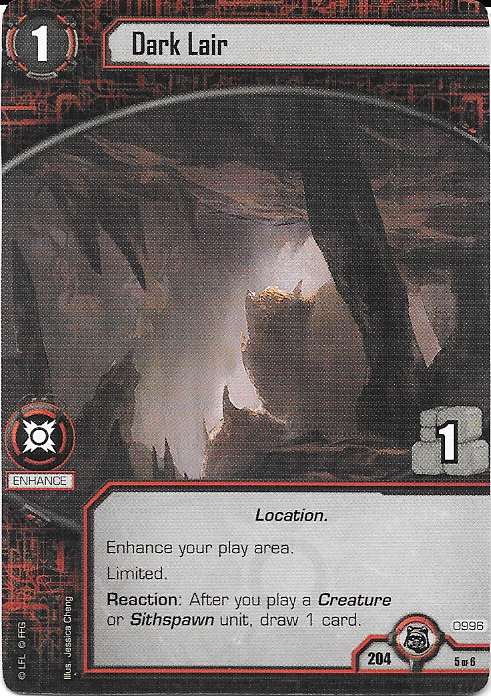 1
Dark Lair
ENHANCE
1
Location.
Enhance your play area.
Limited.
Reaction: After you play a Creature
or Sithspawn unit, draw 1 card.
0996
204
5 OF 6
© LFL © FFG
Illus. Jessica Cheng